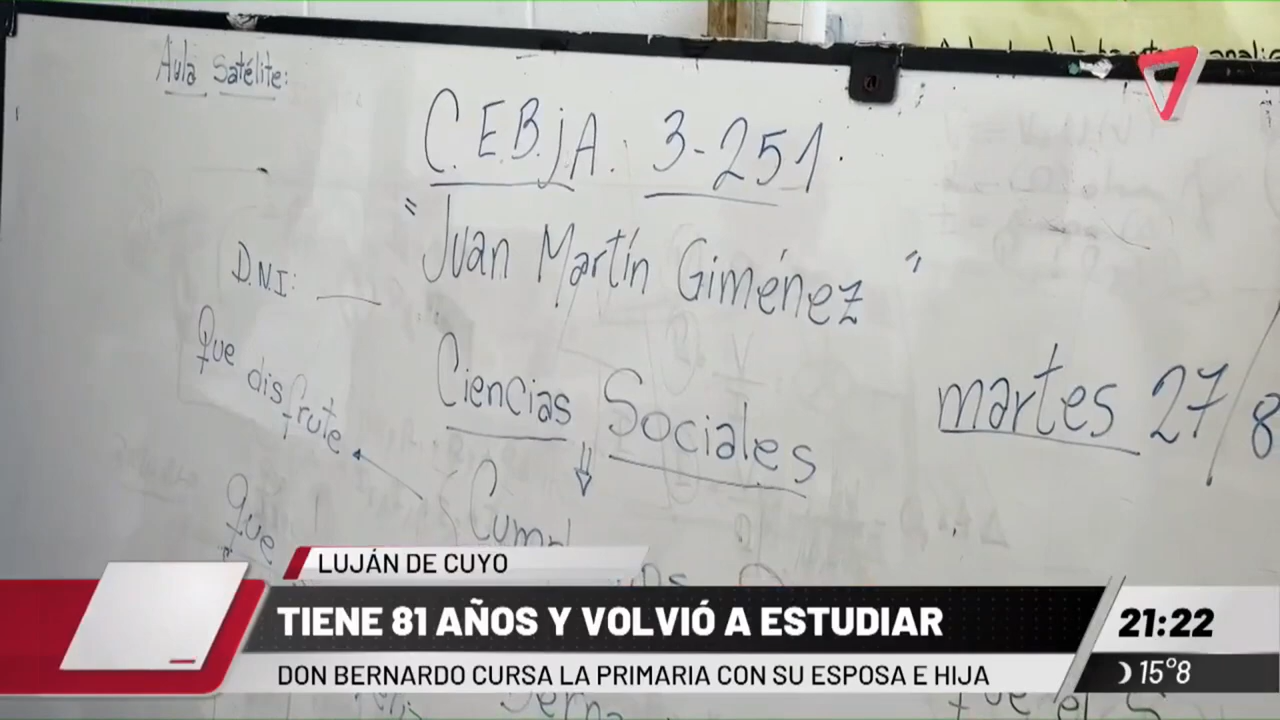 Aula Satélite:
C.E.B.J.A. 3-251
"Juan Martín Giménez"
D.N.I:
Que disfrute
Ciencias Sociales
martes 27/8
que
LUJÁN DE CUYO
TIENE 81 AÑOS Y VOLVIÓ A ESTUDIAR
21:22
DON BERNARDO CURSA LA PRIMARIA CON SU ESPOSA E HIJA
15°8